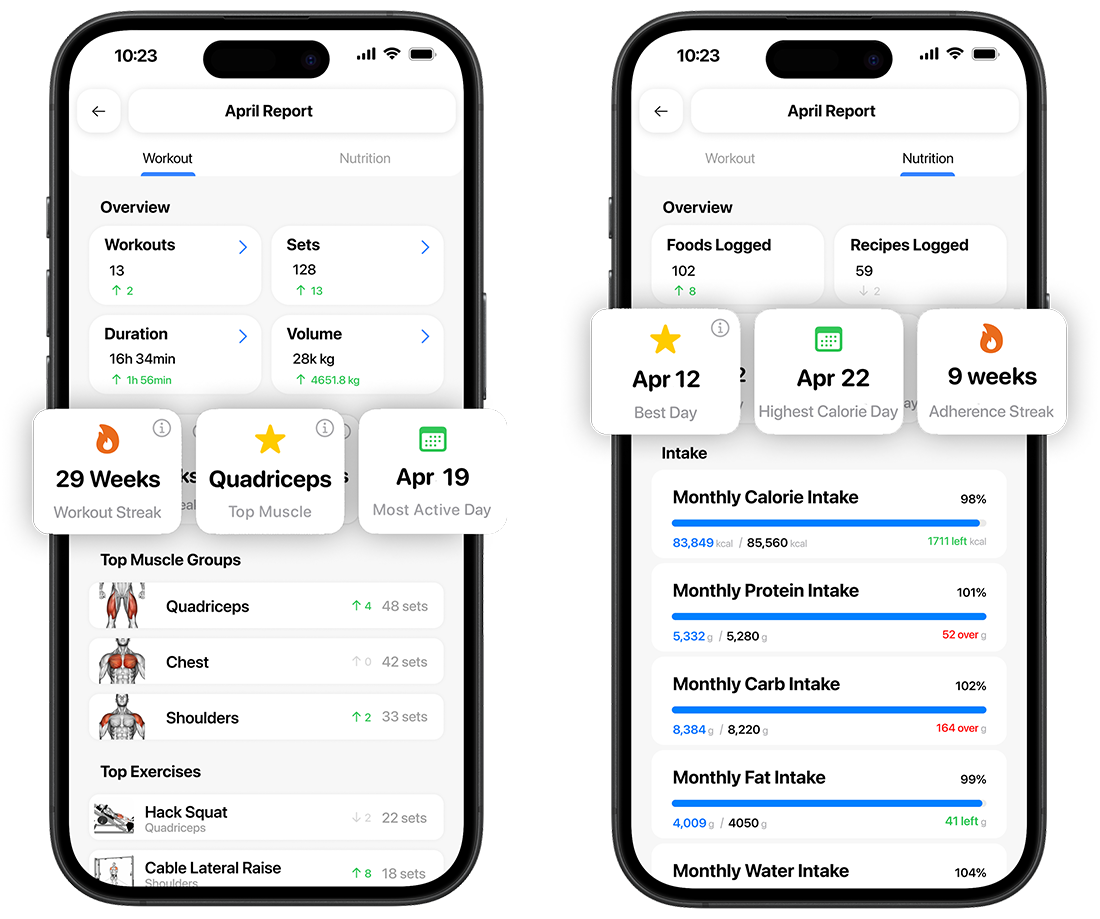 10:23
April Report
Workout Nutrition
Overview
Workouts
13
2
Sets
128
13
Duration
16h 34min
1h 56min
Volume
28k kg
4651.8 kg
29 Weeks
Workout Streak
Quadriceps
Top Muscle
Apr 19
Most Active Day
Top Muscle Groups
Quadriceps 4 48 sets
Chest 0 42 sets
Shoulders 2 33 sets
Top Exercises
Hack Squat
Quadriceps
2 22 sets
Cable Lateral Raise
Shoulders
8 18 sets
10:23
April Report
Workout Nutrition
Overview
Foods Logged
102
8
Recipes Logged
59
2
Apr 12
Best Day
Apr 22
Highest Calorie Day
9 weeks
Adherence Streak
Intake
Monthly Calorie Intake 98%
83,849 kcal / 85,560 kcal 1711 left kcal
Monthly Protein Intake 101%
5,332 g / 5,280 g 52 over g
Monthly Carb Intake 102%
8,384 g / 8,220 g 164 over g
Monthly Fat Intake 99%
4,009 g / 4050 g 41 left g
Monthly Water Intake 104%